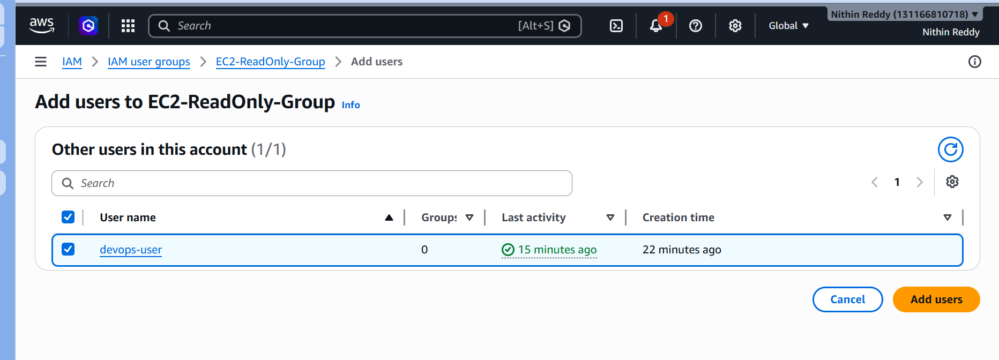 aws
Search
[Alt+S]
1
Global
Nithin Reddy (131166810718)
Nithin Reddy
IAM
IAM user groups
EC2-ReadOnly-Group
Add users
Add users to EC2-ReadOnly-Group Info
Other users in this account (1/1)
Search
1
User name Groups Last activity Creation time
devops-user 0 15 minutes ago 22 minutes ago
Cancel Add users